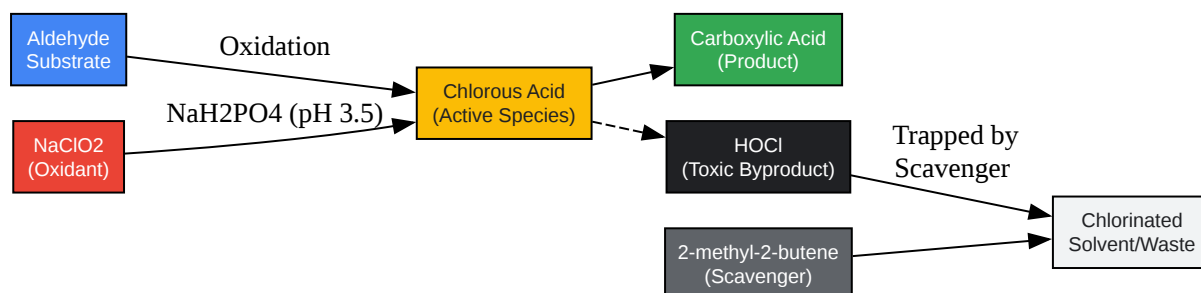 Aldehyde
Substrate
Oxidation
NaClO2
(Oxidant)
NaH2PO4 (pH 3.5)
Chlorous Acid
(Active Species)
Carboxylic Acid
(Product)
HOCl
(Toxic Byproduct)
Trapped by
Scavenger
2-methyl-2-butene
(Scavenger)
Chlorinated
Solvent/Waste